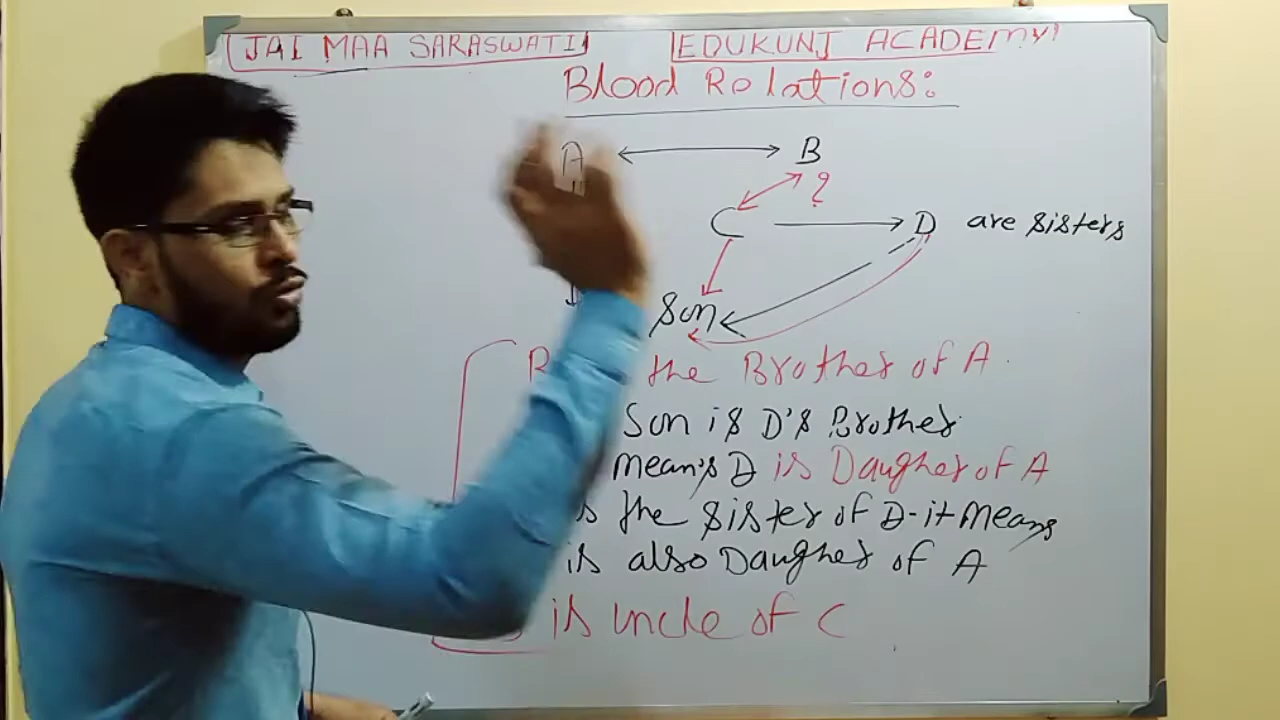 JAI MAA SARASWATI EDUKUNJ ACADEMY
Blood Relations:
A B
?
C D are sisters
Son
the Brother of A.
Son is D's Brother
Means D is Daugher of A
is the sister of D-it Means
is also Daugher of A
is uncle of C